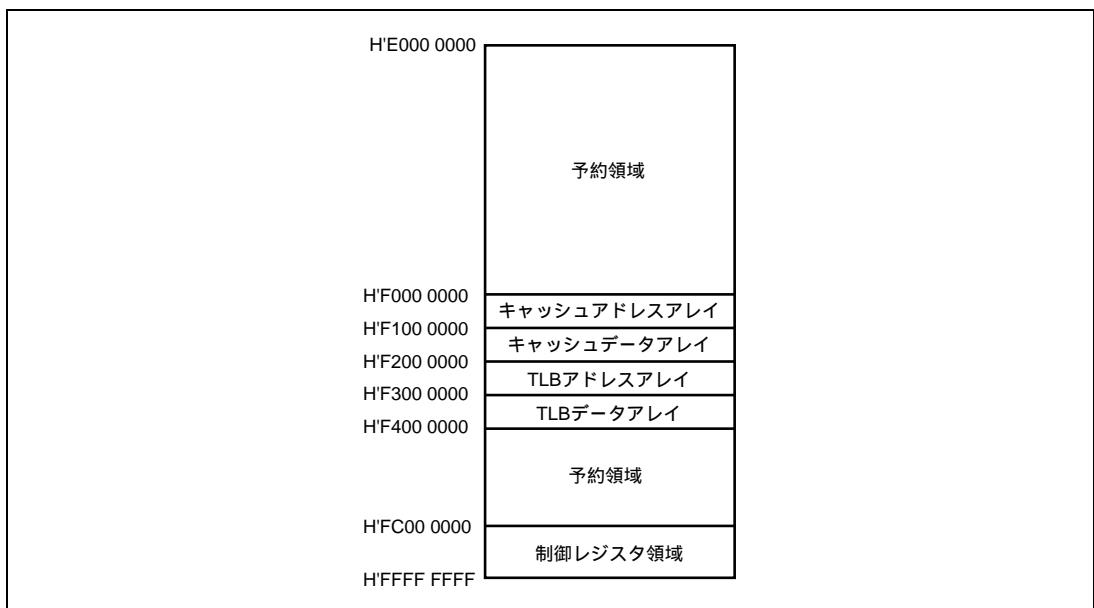 H'E000 0000
予約領域
H'F000 0000
キャッシュアドレスアレイ
H'F100 0000
キャッシュデータアレイ
H'F200 0000
TLBアドレスアレイ
H'F300 0000
TLBデータアレイ
H'F400 0000
予約領域
H'FC00 0000
制御レジスタ領域
H'FFFF FFFF